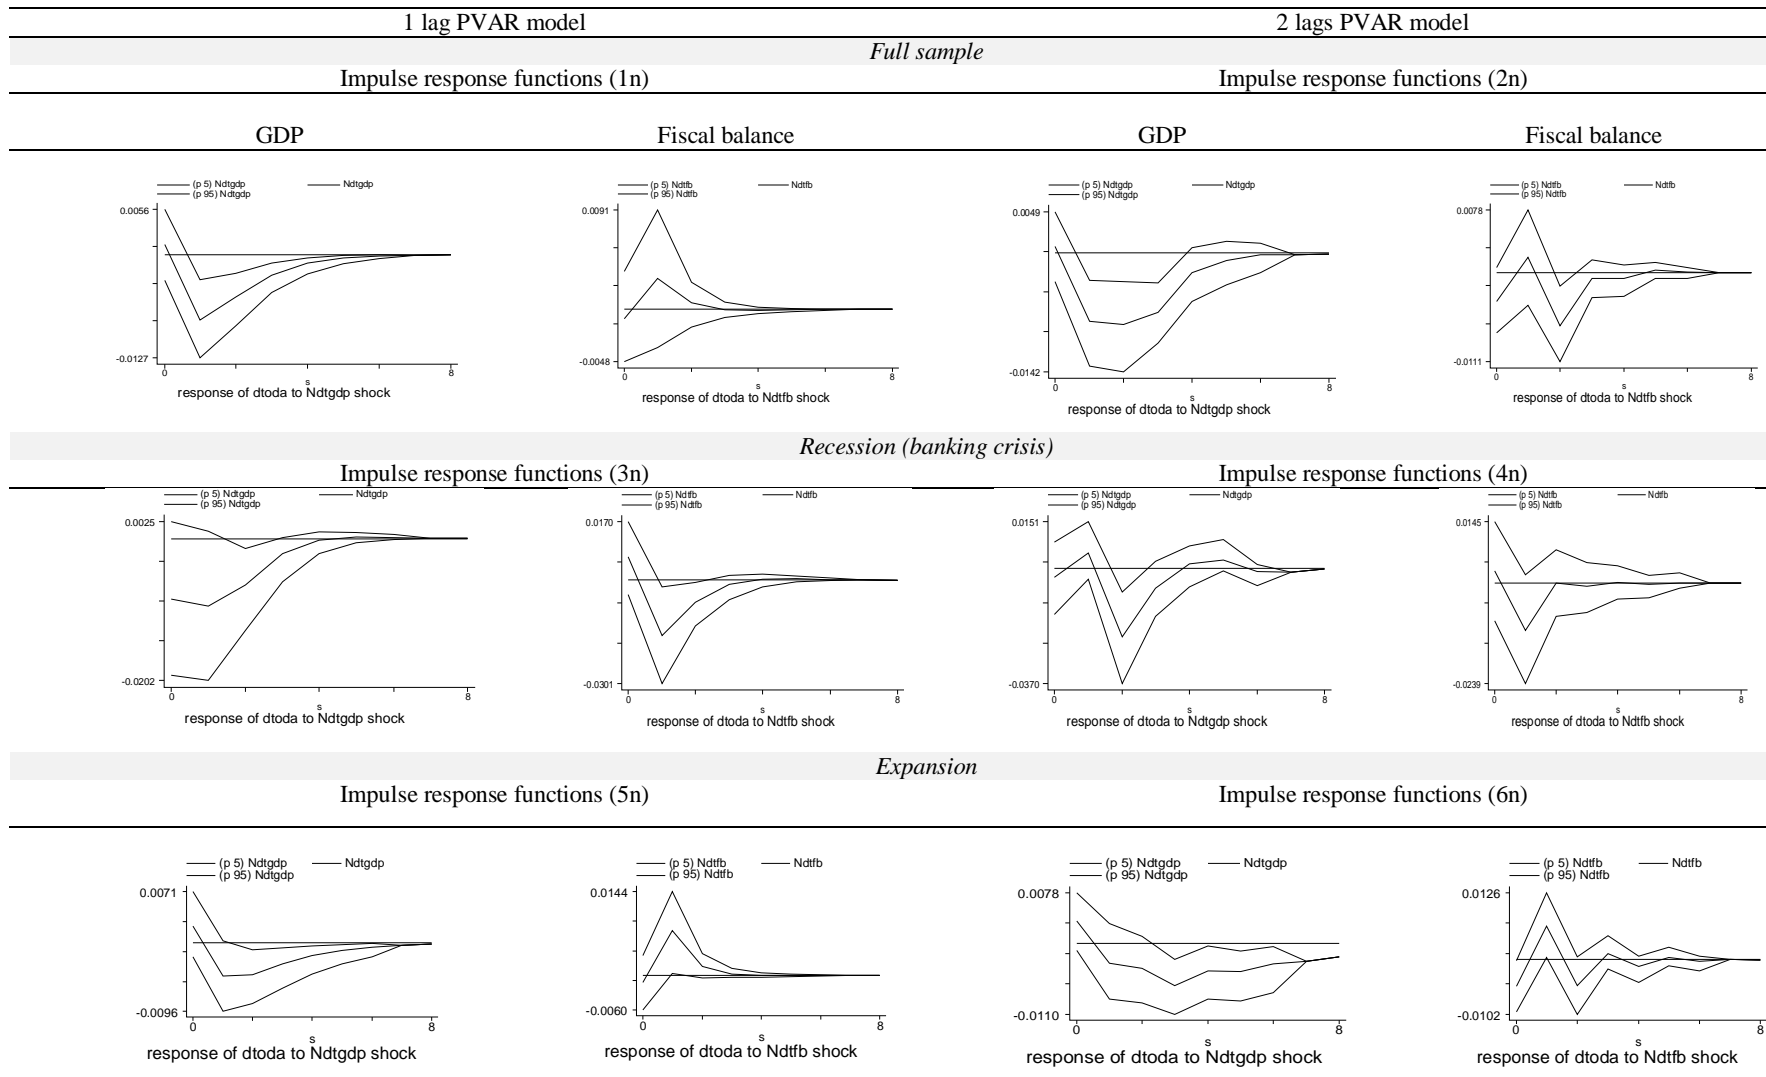 1 lag PVAR model 2 lags PVAR model
Full sample
Impulse response functions (1n) Impulse response functions (2n)
GDP Fiscal balance GDP Fiscal balance
(p 5) Ndtgdp Ndtgdp
(p 95) Ndtgdp
0.0056
-0.0127
0 8
s
response of dtoda to Ndtgdp shock
(p 5) Ndtfb Ndtfb
(p 95) Ndtfb
0.0091
-0.0048
0 8
s
response of dtoda to Ndtfb shock
(p 5) Ndtgdp Ndtgdp
(p 95) Ndtgdp
0.0049
-0.0142
0 8
s
response of dtoda to Ndtgdp shock
(p 5) Ndtfb Ndtfb
(p 95) Ndtfb
0.0078
-0.0111
0 8
s
response of dtoda to Ndtfb shock
Recession (banking crisis)
Impulse response functions (3n) Impulse response functions (4n)
(p 5) Ndtgdp Ndtgdp
(p 95) Ndtgdp
0.0025
-0.0202
0 8
s
response of dtoda to Ndtgdp shock
(p 5) Ndtfb Ndtfb
(p 95) Ndtfb
0.0170
-0.0301
0 8
s
response of dtoda to Ndtfb shock
(p 5) Ndtgdp Ndtgdp
(p 95) Ndtgdp
0.0151
-0.0370
0 8
s
response of dtoda to Ndtgdp shock
(p 5) Ndtfb Ndtfb
(p 95) Ndtfb
0.0145
-0.0239
0 8
s
response of dtoda to Ndtfb shock
Expansion
Impulse response functions (5n) Impulse response functions (6n)
(p 5) Ndtgdp Ndtgdp
(p 95) Ndtgdp
0.0071
-0.0096
0 8
s
response of dtoda to Ndtgdp shock
(p 5) Ndtfb Ndtfb
(p 95) Ndtfb
0.0144
-0.0060
0 8
s
response of dtoda to Ndtfb shock
(p 5) Ndtgdp Ndtgdp
(p 95) Ndtgdp
0.0078
-0.0110
0 8
s
response of dtoda to Ndtgdp shock
(p 5) Ndtfb Ndtfb
(p 95) Ndtfb
0.0126
-0.0102
0 8
s
response of dtoda to Ndtfb shock